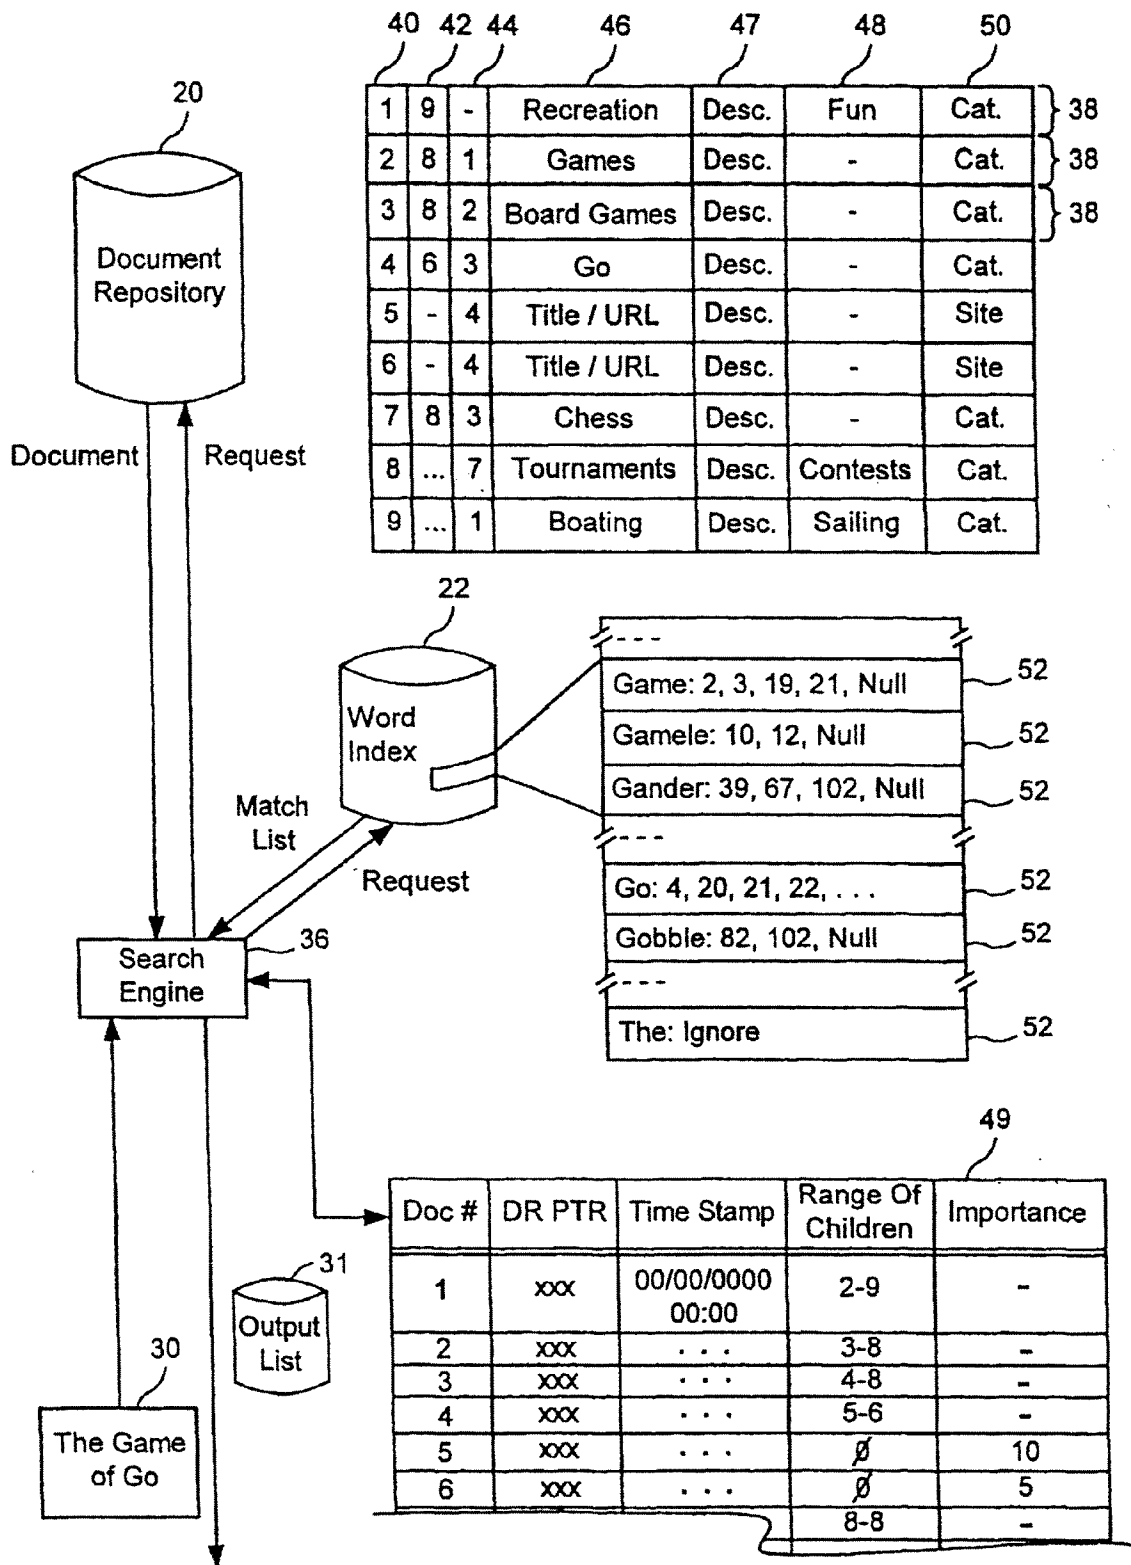 40 42 44 46 47 48 50
20
1 9 - Recreation Desc. Fun Cat. 38
2 8 1 Games Desc. - Cat. 38
3 8 2 Board Games Desc. - Cat. 38
4 6 3 Go Desc. - Cat.
5 - 4 Title / URL Desc. - Site
6 - 4 Title / URL Desc. - Site
7 8 3 Chess Desc. - Cat.
8 ... 7 Tournaments Desc. Contests Cat.
9 ... 1 Boating Desc. Sailing Cat.
Document
Repository
Document
Request
22
Word
Index
----
Game: 2, 3, 19, 21, Null 52
Gamele: 10, 12, Null 52
Gander: 39, 67, 102, Null 52
----
Go: 4, 20, 21, 22, . . . 52
Gobble: 82, 102, Null 52
----
The: Ignore 52
Match
List
Request
36
Search
Engine
49
Doc # DR PTR Time Stamp Range Of Children Importance
1 xxx 00/00/0000 00:00 2-9 -
2 xxx . . . 3-8 -
3 xxx . . . 4-8 -
4 xxx . . . 5-6 -
5 xxx . . . Ø 10
6 xxx . . . Ø 5
8-8 -
31
Output
List
30
The Game
of Go